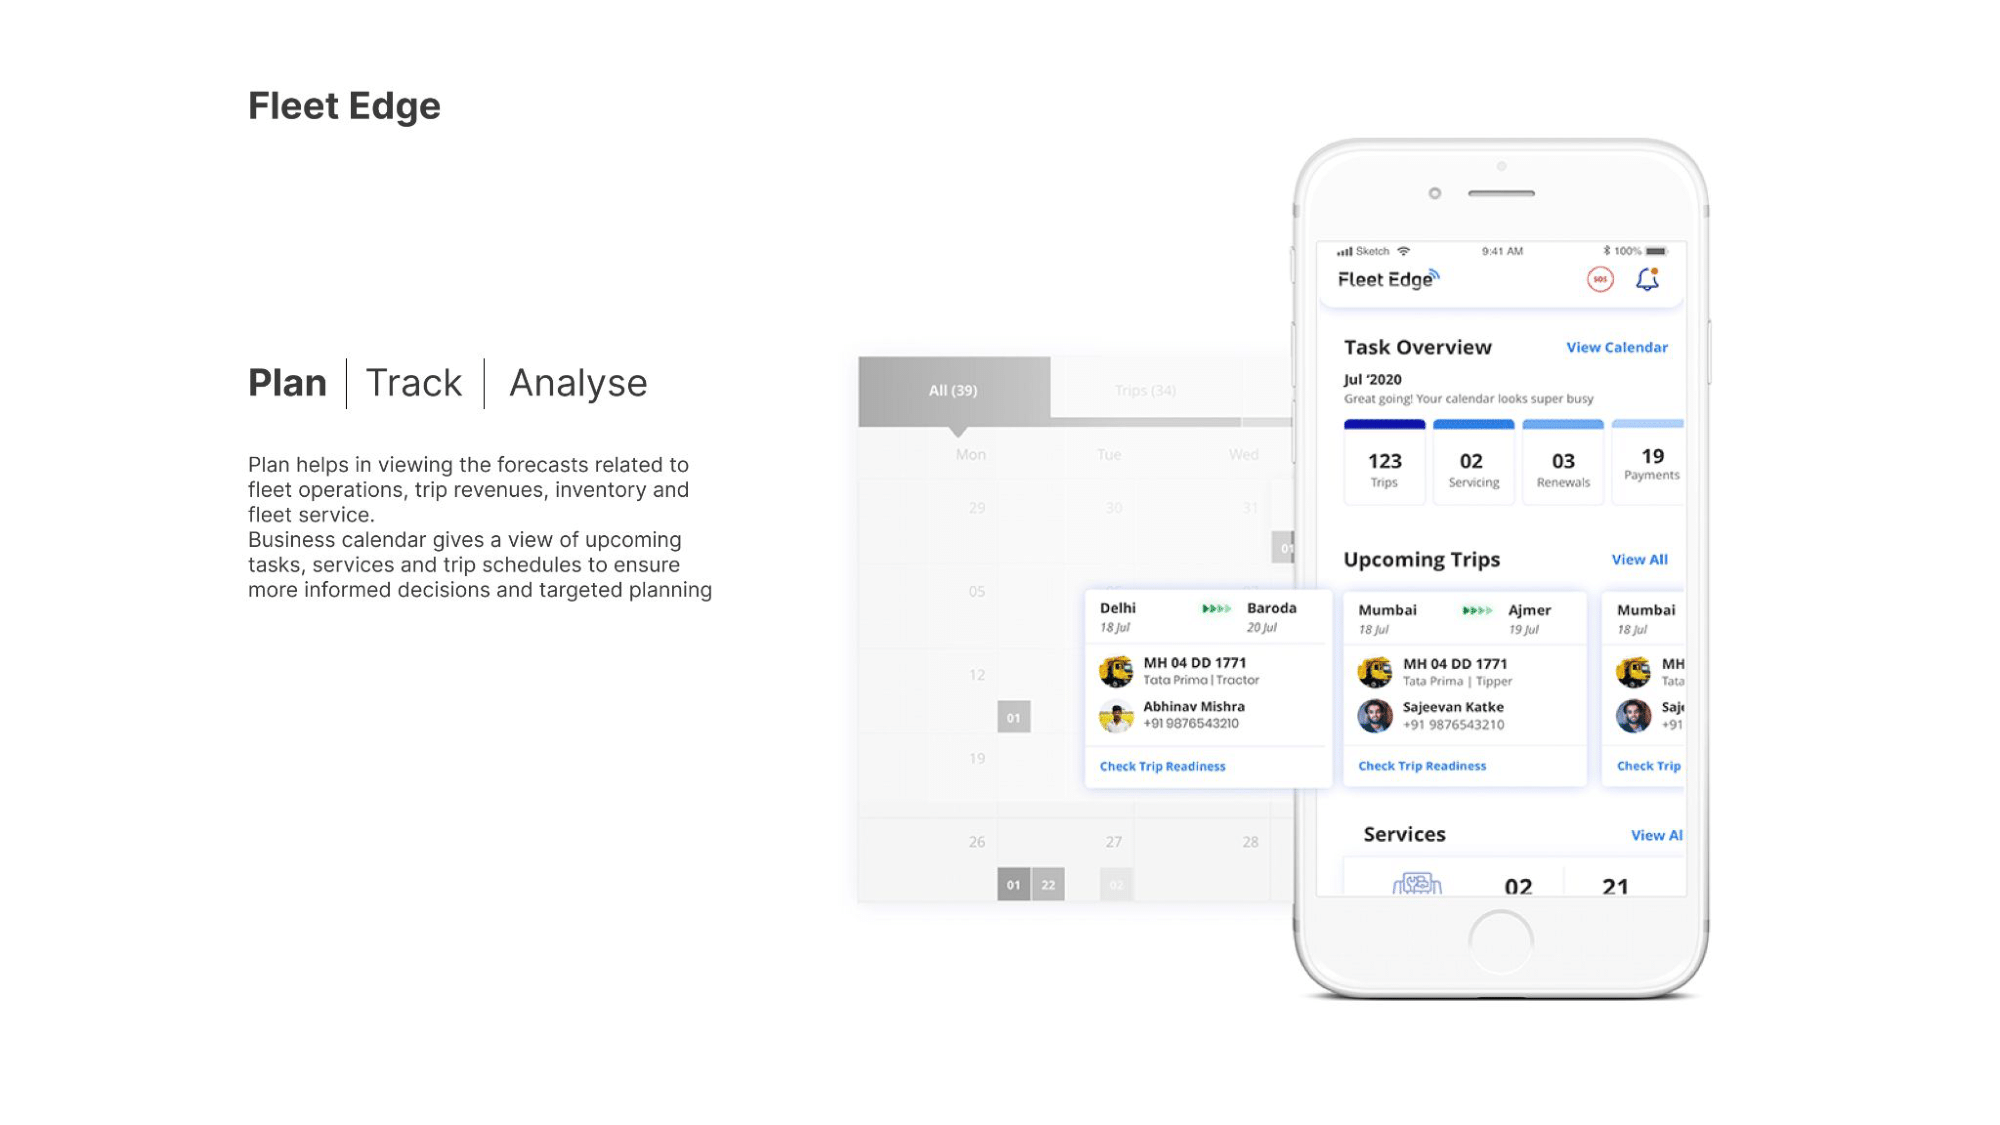 Fleet Edge
Plan | Track | Analyse
Plan helps in viewing the forecasts related to
fleet operations, trip revenues, inventory and
fleet service.
Business calendar gives a view of upcoming
tasks, services and trip schedules to ensure
more informed decisions and targeted planning
All (39) Trips (34)
Mon Tue Wed
29 30 31
01
05
12
01
19
26 27 28
01 22 02
Delhi Baroda
18 Jul 20 Jul
MH 04 DD 1771
Tata Prima | Tractor
Abhinav Mishra
+91 9876543210
Check Trip Readiness
Sketch 9:41 AM 100%
Fleet Edge SOS
Task Overview View Calendar
Jul ‘2020
Great going! Your calendar looks super busy
123 02 03 19
Trips Servicing Renewals Payments
Upcoming Trips View All
Mumbai Ajmer
18 Jul 19 Jul
MH 04 DD 1771
Tata Prima | Tipper
Sajeevan Katke
+91 9876543210
Check Trip Readiness
Mumbai
18 Jul
MH
Tata
Saje
+91
Check Trip
Services View Al
02 21